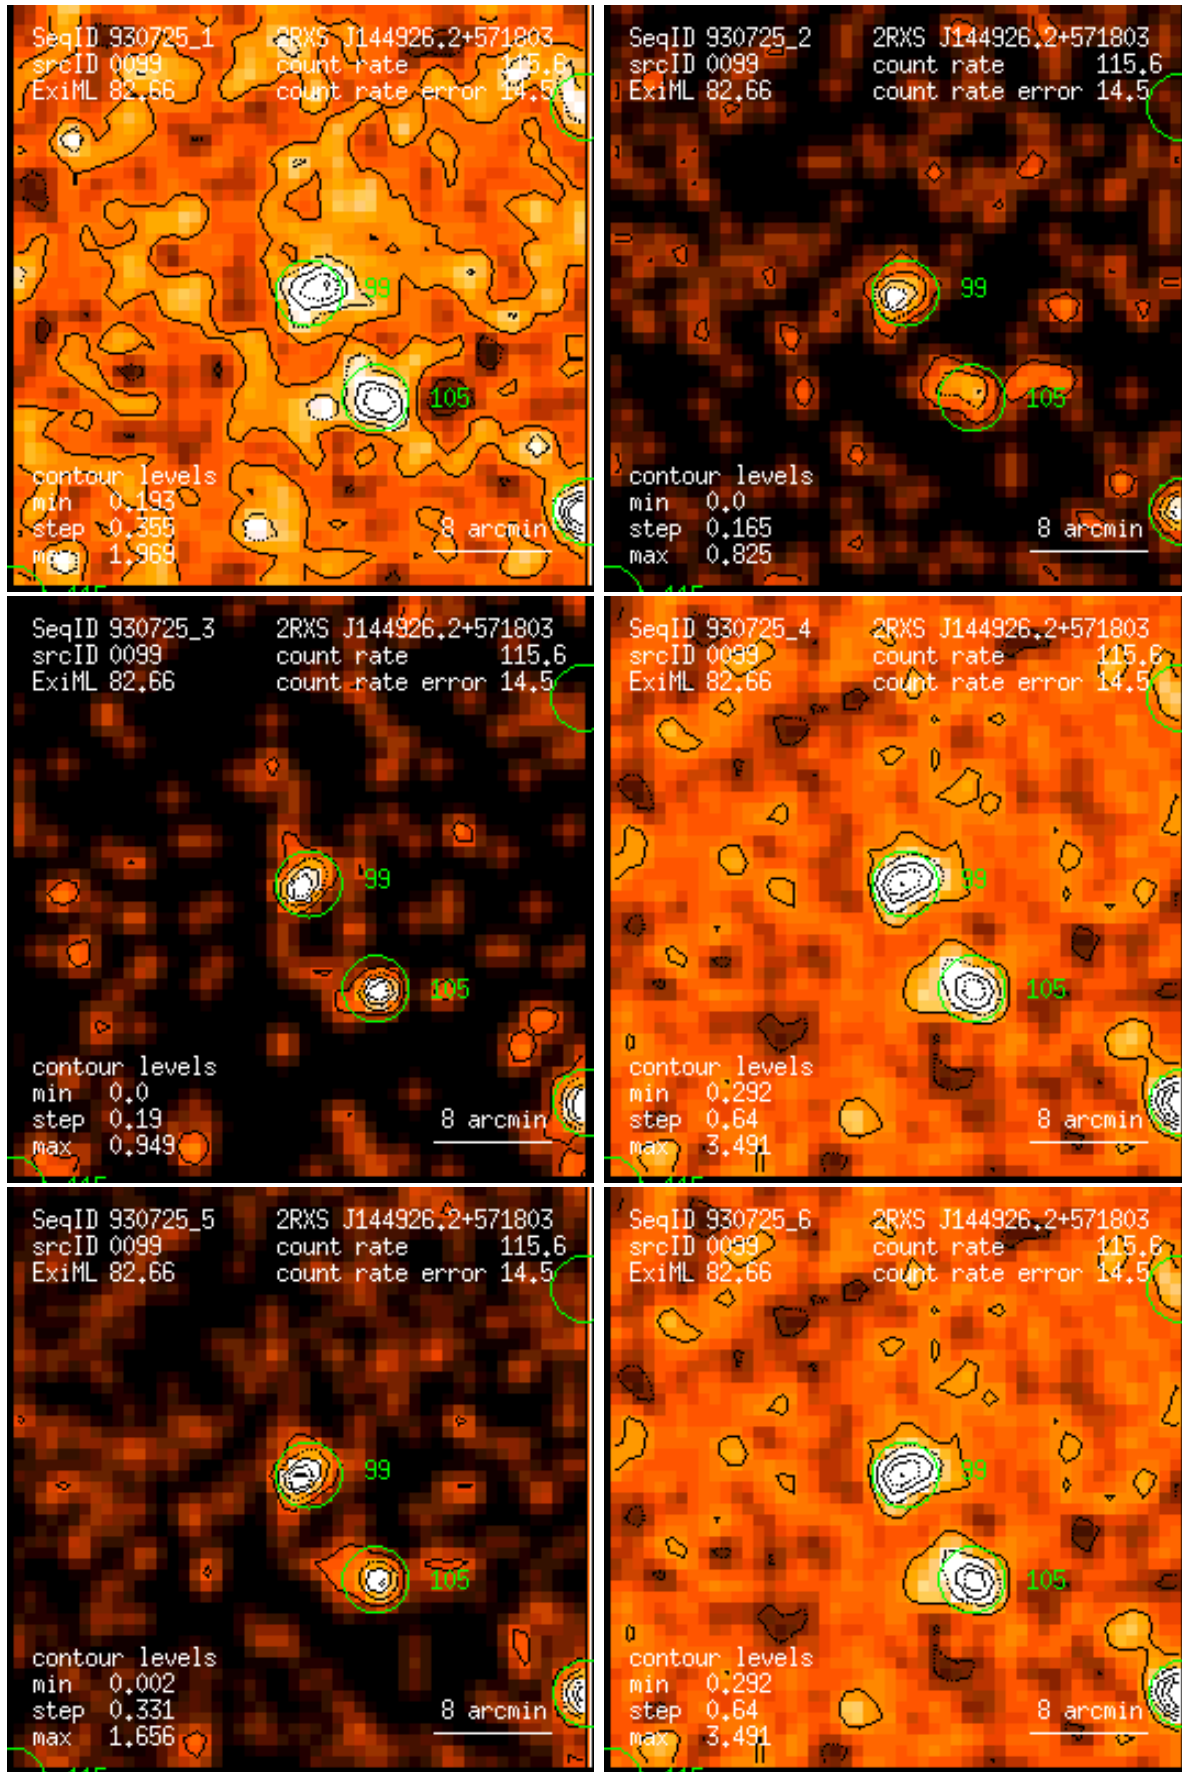 SeqID 930725_1 2RXS J144926.2+571803
srcID 0099 count rate 115.6
ExiML 82.66 count rate error 14.5
99
105
contour levels
min 0.193
step 0.355 8 arcmin
max 1.969
SeqID 930725_2 2RXS J144926.2+571803
srcID 0099 count rate 115.6
ExiML 82.66 count rate error 14.5
99
105
contour levels
min 0.0
step 0.165 8 arcmin
max 0.825
SeqID 930725_3 2RXS J144926.2+571803
srcID 0099 count rate 115.6
ExiML 82.66 count rate error 14.5
99
105
contour levels
min 0.0
step 0.19 8 arcmin
max 0.949
SeqID 930725_4 2RXS J144926.2+571803
srcID 0099 count rate 115.6
ExiML 82.66 count rate error 14.5
99
105
contour levels
min 0.292
step 0.64 8 arcmin
max 3.491
SeqID 930725_5 2RXS J144926.2+571803
srcID 0099 count rate 115.6
ExiML 82.66 count rate error 14.5
99
105
contour levels
min 0.002
step 0.331 8 arcmin
max 1.656
SeqID 930725_6 2RXS J144926.2+571803
srcID 0099 count rate 115.6
ExiML 82.66 count rate error 14.5
99
105
contour levels
min 0.292
step 0.64 8 arcmin
max 3.491